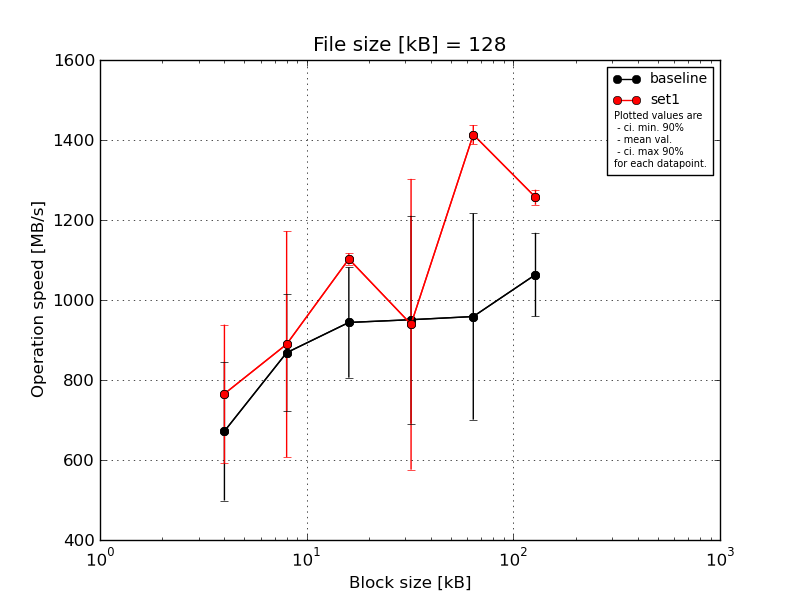 File size [kB] = 128
1600
1400
1200
1000
800
600
400
Operation speed [MB/s]
baseline
set1
Plotted values are
- ci. min. 90%
- mean val.
- ci. max 90%
for each datapoint.
10⁰ 10¹ 10² 10³
Block size [kB]